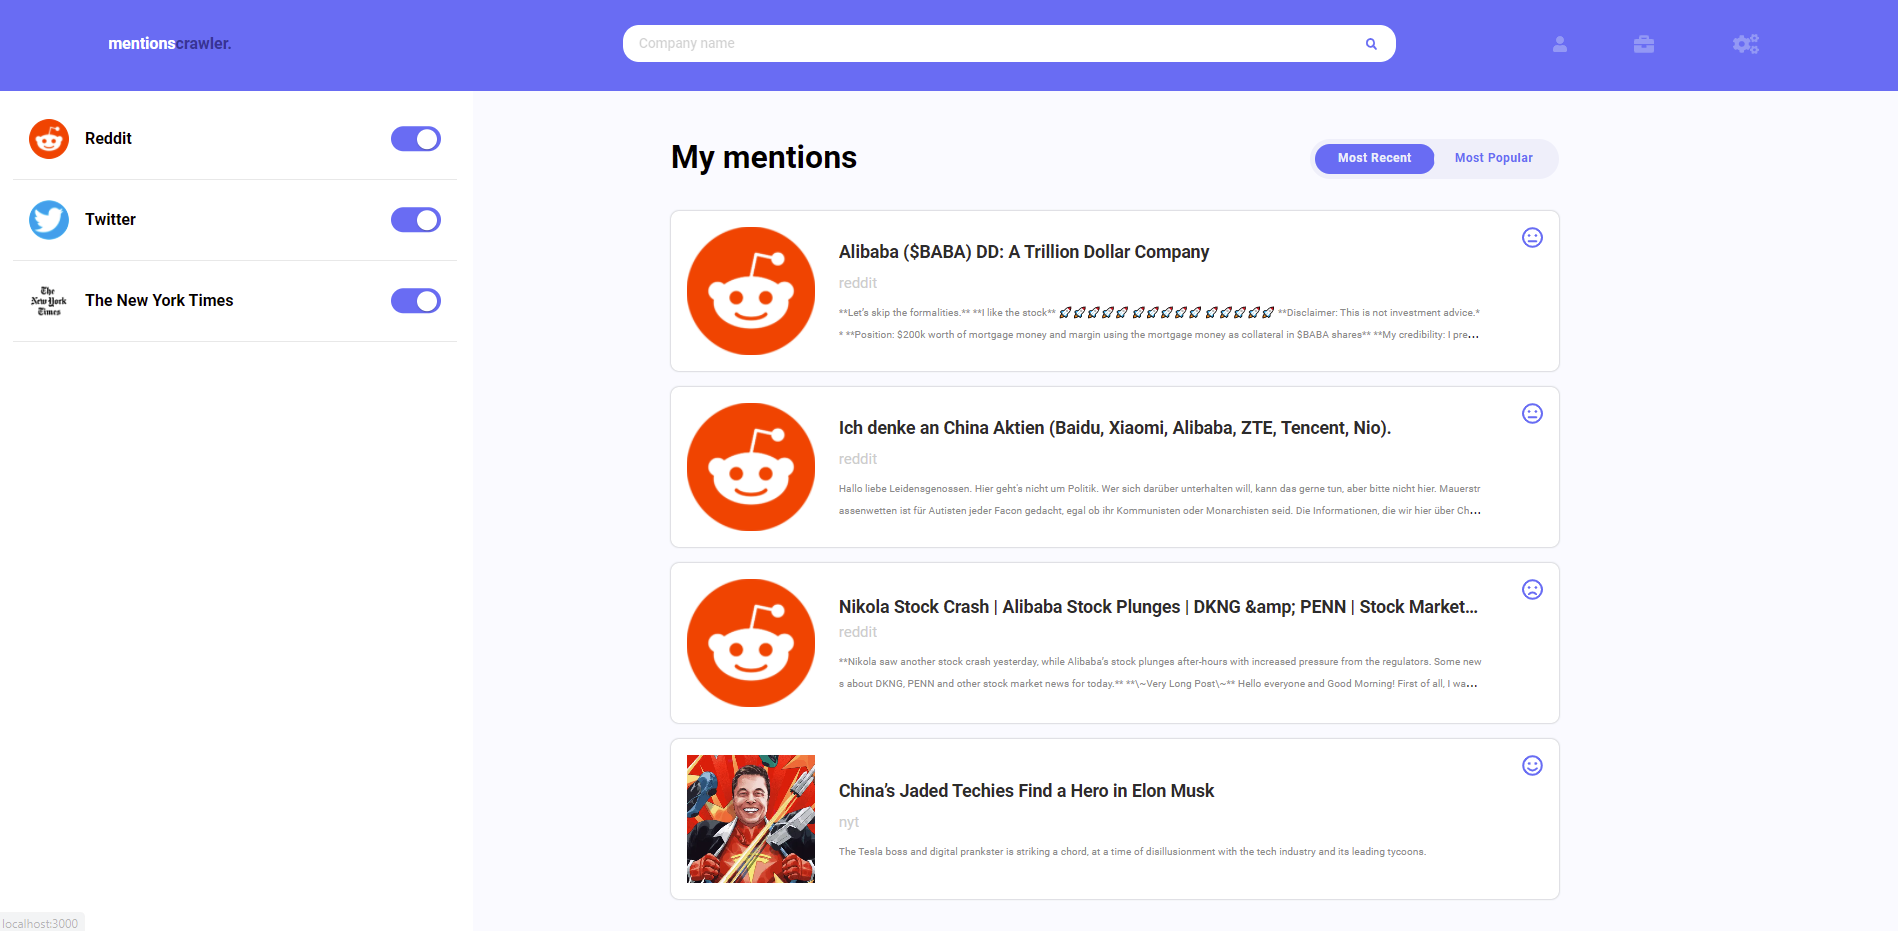 mentionscrawler.
Company name
Reddit
Twitter
The
New York
Times
The New York Times
My mentions
Most Recent
Most Popular
Alibaba ($BABA) DD: A Trillion Dollar Company
reddit
**Let's skip the formalities.** **I like the stock** 🚀🚀🚀🚀🚀 🚀🚀🚀🚀🚀 🚀🚀🚀🚀🚀 **Disclaimer: This is not investment advice.*
* **Position: $200k worth of mortgage money and margin using the mortgage money as collateral in $BABA shares** **My credibility: I pre...
Ich denke an China Aktien (Baidu, Xiaomi, Alibaba, ZTE, Tencent, Nio).
reddit
Hallo liebe Leidensgenossen. Hier geht's nicht um Politik. Wer sich darüber unterhalten will, kann das gerne tun, aber bitte nicht hier. Mauerstr
assenwetten ist für Autisten jeder Facon gedacht, egal ob ihr Kommunisten oder Monarchisten seid. Die Informationen, die wir hier über Ch...
Nikola Stock Crash | Alibaba Stock Plunges | DKNG &amp; PENN | Stock Market...
reddit
**Nikola saw another stock crash yesterday, while Alibaba's stock plunges after-hours with increased pressure from the regulators. Some new
s about DKNG, PENN and other stock market news for today.** **\~Very Long Post\~** Hello everyone and Good Morning! First of all, I wa...
China’s Jaded Techies Find a Hero in Elon Musk
nyt
The Tesla boss and digital prankster is striking a chord, at a time of disillusionment with the tech industry and its leading tycoons.
localhost:3000